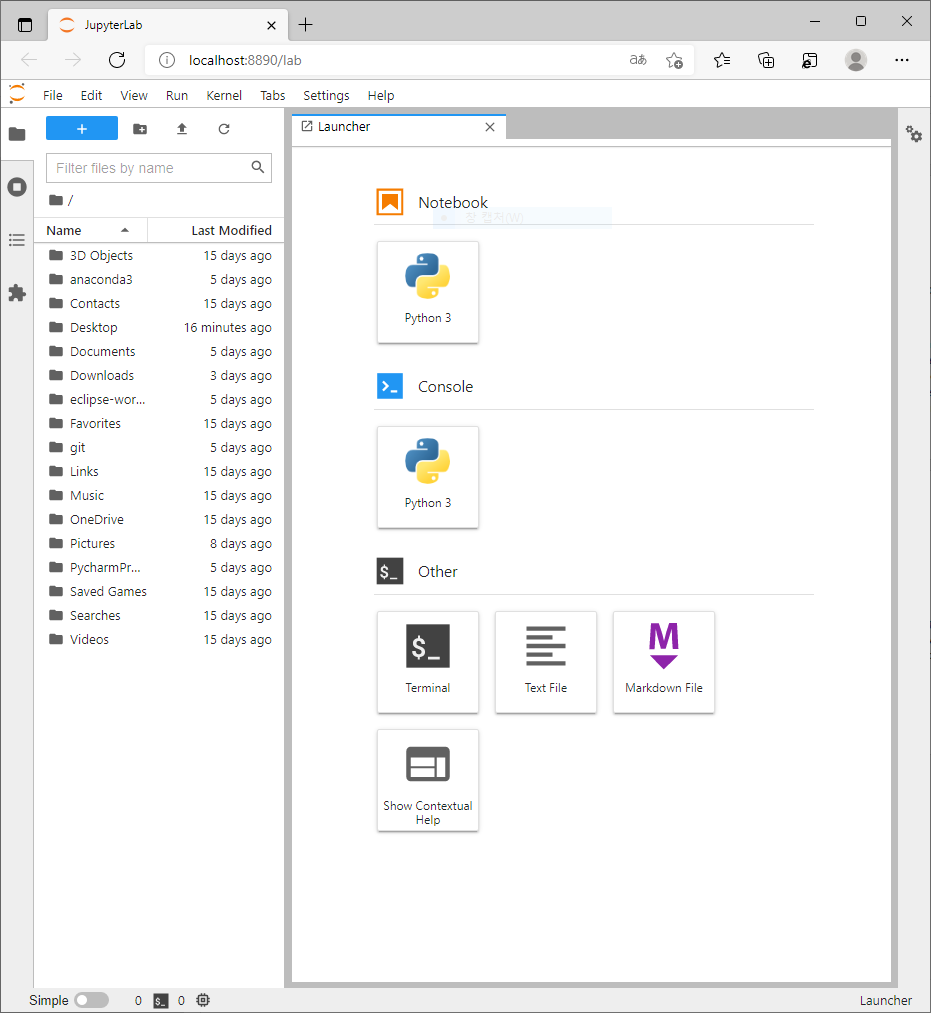 JupyterLab
localhost:8890/lab
aあ
File Edit View Run Kernel Tabs Settings Help
Launcher
Filter files by name
/
Name Last Modified
3D Objects 15 days ago
anaconda3 5 days ago
Contacts 15 days ago
Desktop 16 minutes ago
Documents 5 days ago
Downloads 3 days ago
eclipse-wor... 5 days ago
Favorites 15 days ago
git 5 days ago
Links 15 days ago
Music 15 days ago
OneDrive 15 days ago
Pictures 8 days ago
PycharmPr... 5 days ago
Saved Games 15 days ago
Searches 15 days ago
Videos 15 days ago
Notebook
창 캡처(W)
Python 3
Console
Python 3
$_ Other
$_
Terminal
Text File
M
Markdown File
Show Contextual
Help
Simple 0 $_ 0 Launcher